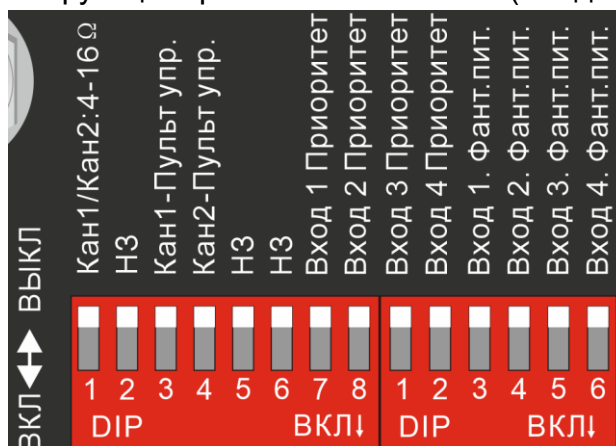 Кан1/Кан2:4-16Ω
НЗ
Кан1-Пульт упр.
Кан2-Пульт упр.
НЗ
НЗ
Вход 1 Приоритет
Вход 2 Приоритет
Вход 3 Приоритет
Вход 4 Приоритет
Вход 1. Фант.пит.
Вход 2. Фант.пит.
Вход 3. Фант.пит.
Вход 4. Фант.пит.
ВКЛ ↔ ВЫКЛ
1 2 3 4 5 6 7 8 1 2 3 4 5 6
DIP ВКЛ↓ DIP ВКЛ↓